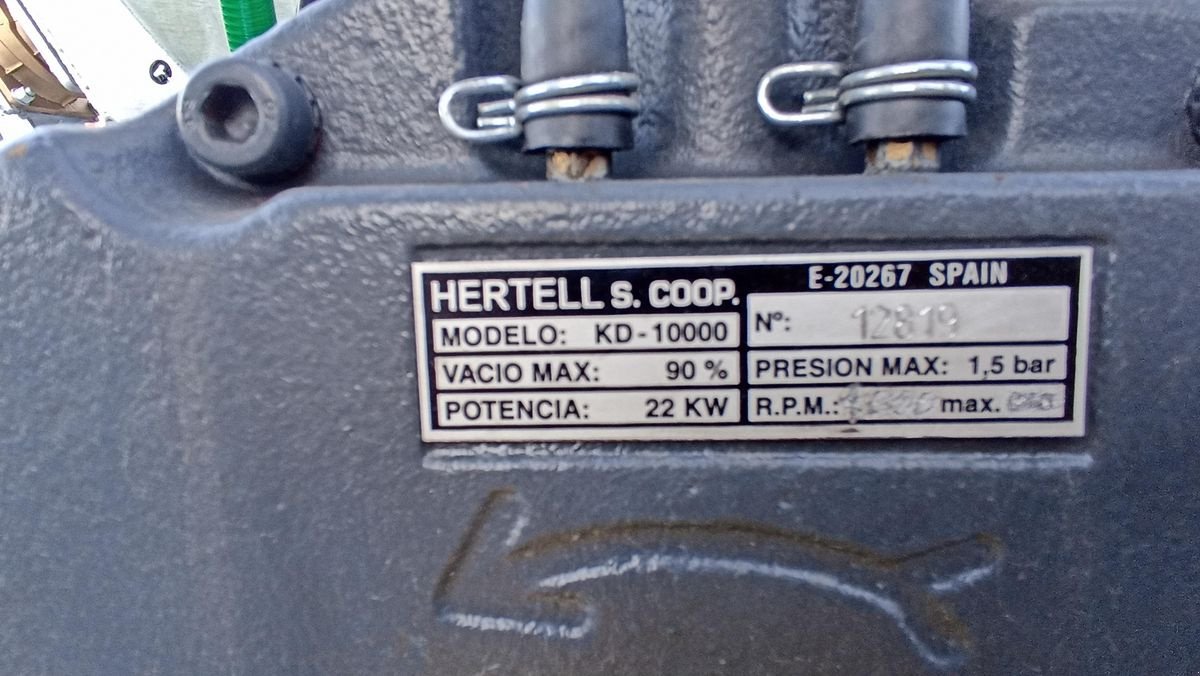 HERTELL S. COOP.
E-20267 SPAIN
MODELO: KD-10000
Nº: 12819
VACIO MAX: 90 %
PRESION MAX: 1,5 bar
POTENCIA: 22 KW
R.P.M.: max.